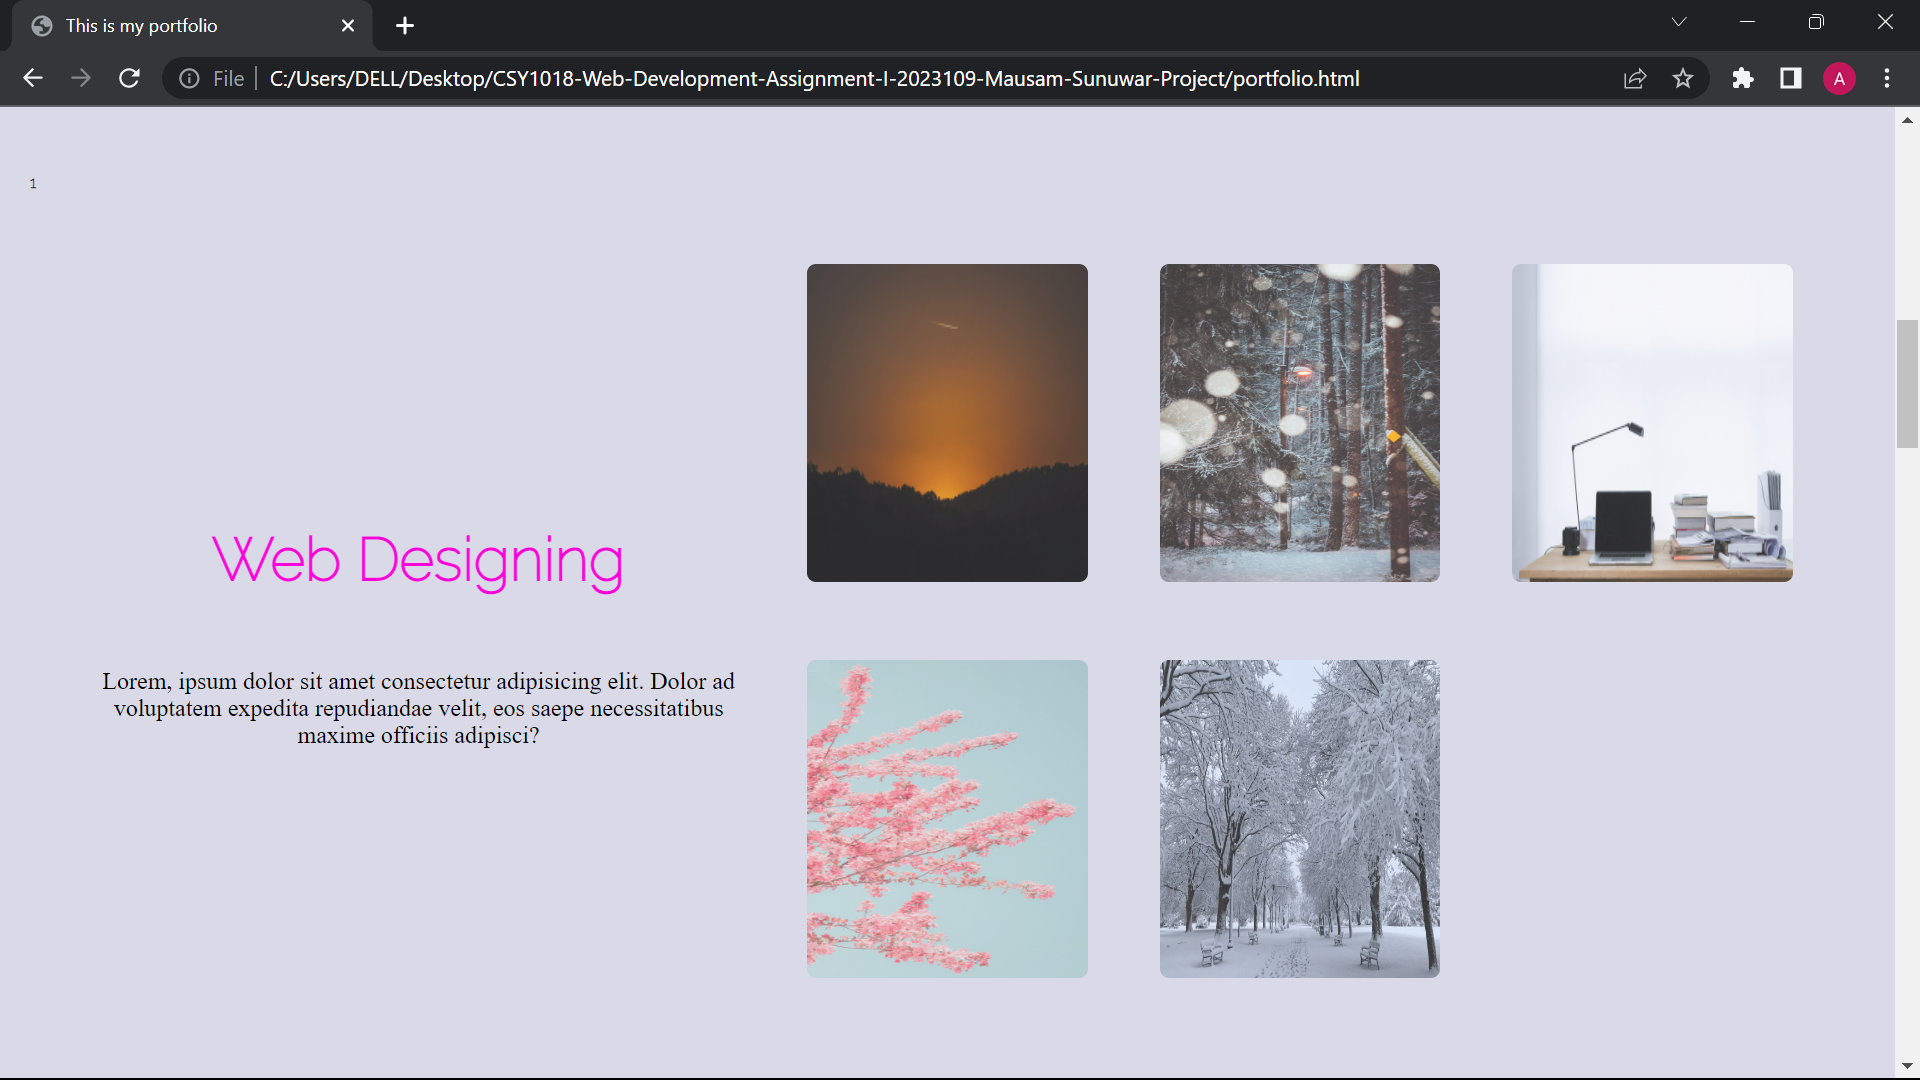 This is my portfolio
File
C:/Users/DELL/Desktop/CSY1018-Web-Development-Assignment-I-2023109-Mausam-Sunuwar-Project/portfolio.html
A
1
Web Designing
Lorem, ipsum dolor sit amet consectetur adipisicing elit. Dolor ad
voluptatem expedita repudiandae velit, eos saepe necessitatibus
maxime officiis adipisci?